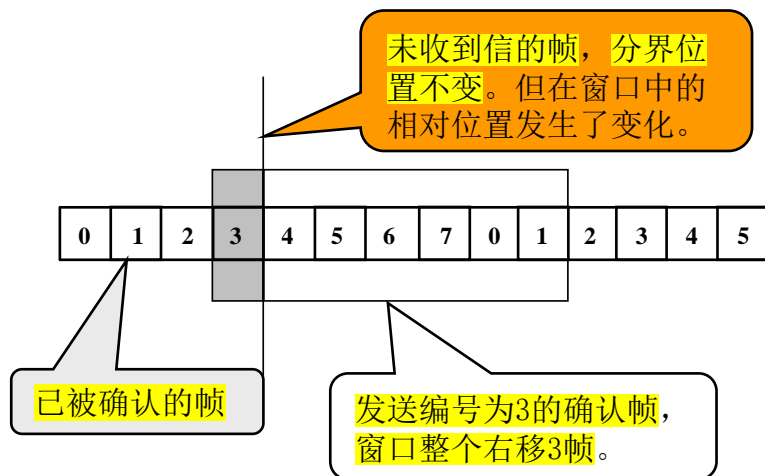 未收到信的帧，分界位
置不变。但在窗口中的
相对位置发生了变化。
0 1 2 3 4 5 6 7 0 1 2 3 4 5
已被确认的帧
发送编号为3的确认帧，
窗口整个右移3帧。